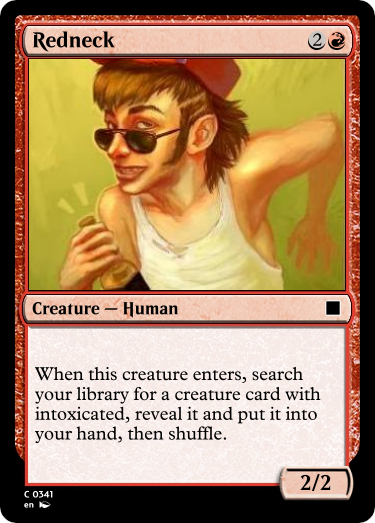 Redneck 2
Creature — Human
When this creature enters, search
your library for a creature card with
intoxicated, reveal it and put it into
your hand, then shuffle.
2/2
C 0341
en